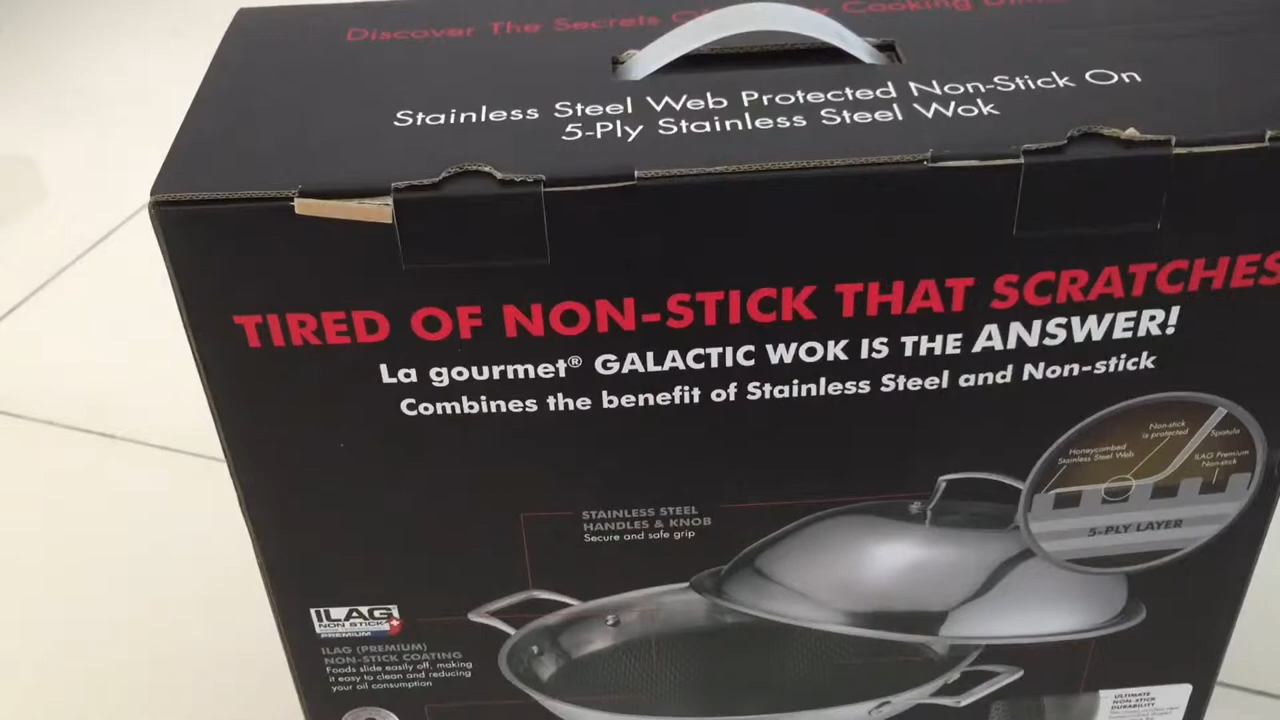 Discover The Secrets Cooking
Stainless Steel Web Protected Non-Stick On
5-Ply Stainless Steel Wok
TIRED OF NON-STICK THAT SCRATCHES
La gourmet® GALACTIC WOK IS THE ANSWER!
Combines the benefit of Stainless Steel and Non-stick
Non-stick
is protected
Spatula
Honeycombed
Stainless Steel Web
ILAG Premium
Non-stick
5-PLY LAYER
STAINLESS STEEL
HANDLES & KNOB
Secure and safe grip
ILAG
NON STICK
PREMIUM
ILAG (PREMIUM)
NON-STICK COATING
Foods slide easily off, making
it easy to clean and reducing
your oil consumption
ULTIMATE
NON-STICK
DURABILITY